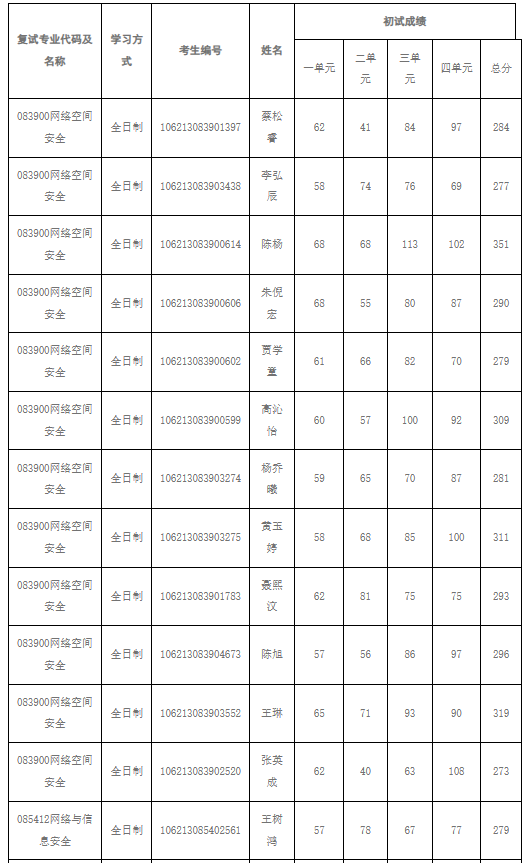 初试成绩
复试专业代码及
名称
学习方
式
考生编号
姓名
一单元
二单
元
三单
元
四单元
总分
083900网络空间
安全
全日制
106213083901397
蔡松
睿
62
41
84
97
284
083900网络空间
安全
全日制
106213083903438
李弘
辰
58
74
76
69
277
083900网络空间
安全
全日制
106213083900614
陈杨
68
68
113
102
351
083900网络空间
安全
全日制
106213083900606
朱倪
宏
68
55
80
87
290
083900网络空间
安全
全日制
106213083900602
贾学
童
61
66
82
70
279
083900网络空间
安全
全日制
106213083900599
高沁
怡
60
57
100
92
309
083900网络空间
安全
全日制
106213083903274
杨乔
曦
59
65
70
87
281
083900网络空间
安全
全日制
106213083903275
黄玉
婷
58
68
85
100
311
083900网络空间
安全
全日制
106213083901783
聂熙
汶
62
81
75
75
293
083900网络空间
安全
全日制
106213083904673
陈旭
57
56
86
97
296
083900网络空间
安全
全日制
106213083903552
王琳
65
71
93
90
319
083900网络空间
安全
全日制
106213083902520
张英
成
62
40
63
108
273
085412网络与信
息安全
全日制
106213085402561
王树
鸿
57
78
67
77
279